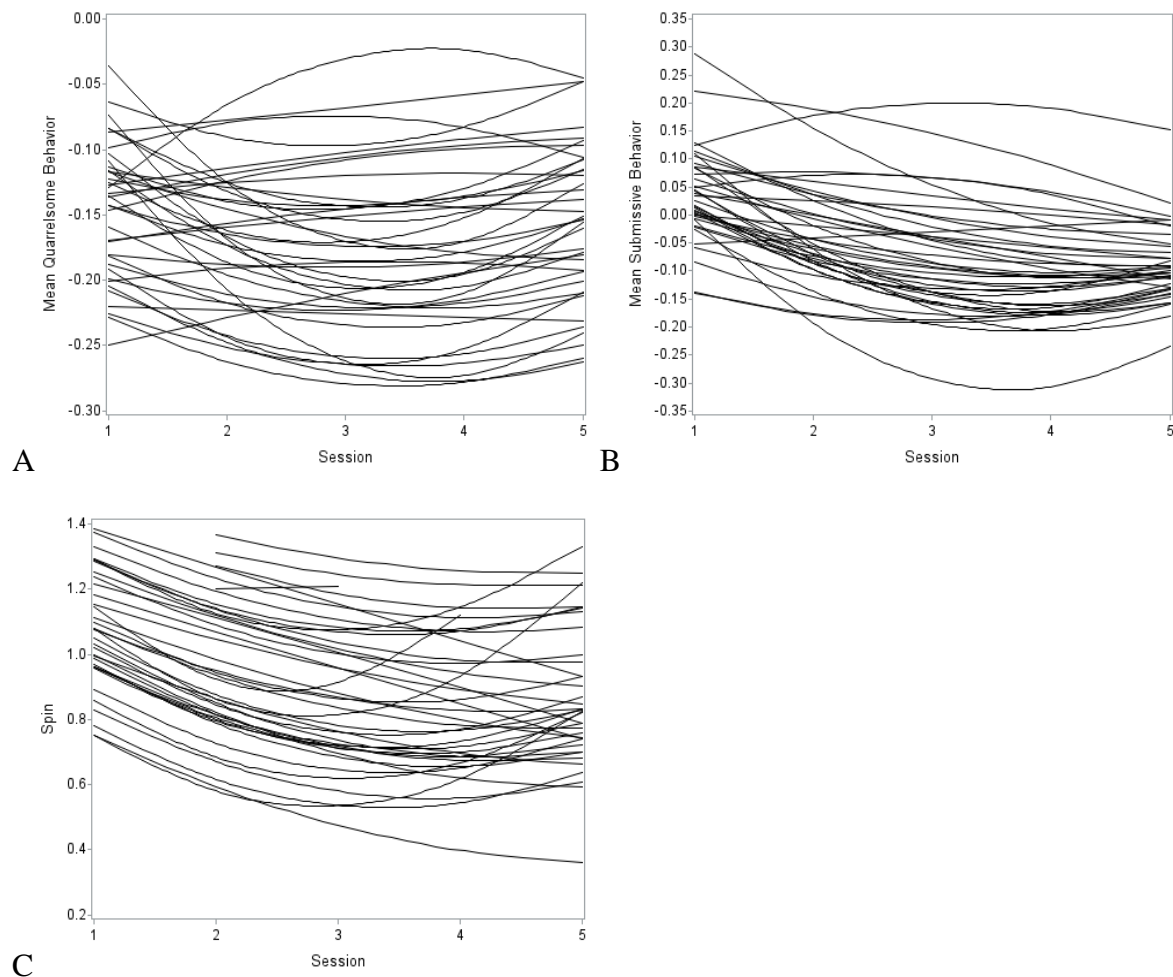 0.00
-0.05
-0.10
-0.15
-0.20
-0.25
-0.30
Mean Quarrelsome Behavior
1 2 3 4 5
Session
A
0.35
0.30
0.25
0.20
0.15
0.10
0.05
0.00
-0.05
-0.10
-0.15
-0.20
-0.25
-0.30
-0.35
Mean Submissive Behavior
1 2 3 4 5
Session
B
1.4
1.2
1.0
0.8
0.6
0.4
0.2
Spin
1 2 3 4 5
Session
C